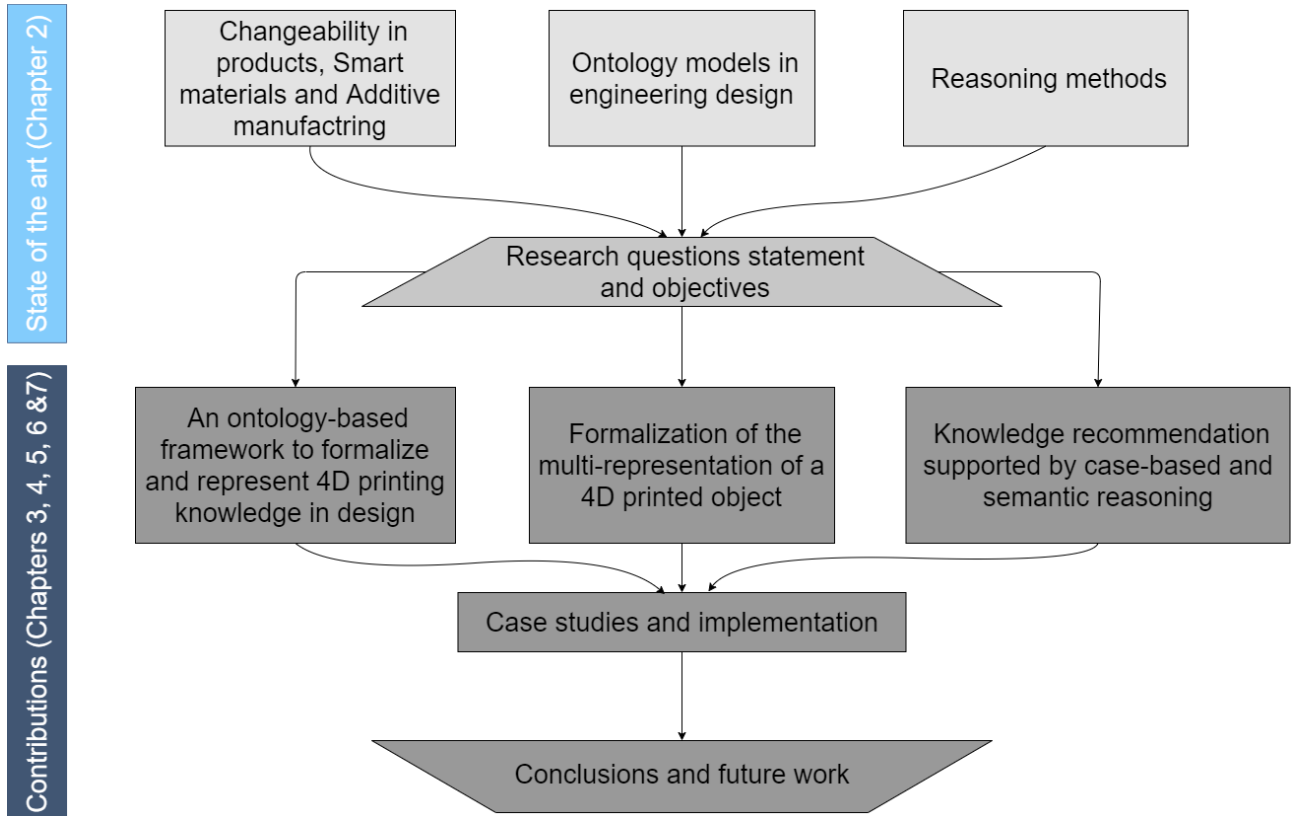 State of the art (Chapter 2)
Changeability in
products, Smart
materials and Additive
manufactring
Ontology models in
engineering design
Reasoning methods
Research questions statement
and objectives
Contributions (Chapters 3, 4, 5, 6 &7)
An ontology-based
framework to formalize
and represent 4D printing
knowledge in design
Formalization of the
multi-representation of a
4D printed object
Knowledge recommendation
supported by case-based and
semantic reasoning
Case studies and implementation
Conclusions and future work